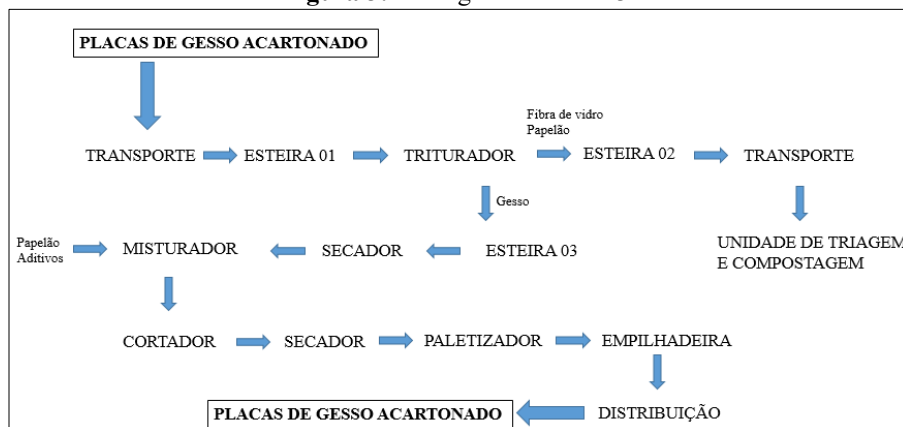 PLACAS DE GESSO ACARTONADO
Fibra de vidro
Papelão
TRANSPORTE
ESTEIRA 01
TRITURADOR
ESTEIRA 02
TRANSPORTE
Gesso
Papelão
Aditivos
MISTURADOR
SECADOR
ESTEIRA 03
UNIDADE DE TRIAGEM
E COMPOSTAGEM
CORTADOR
SECADOR
PALETIZADOR
EMPILHADEIRA
PLACAS DE GESSO ACARTONADO
DISTRIBUIÇÃO